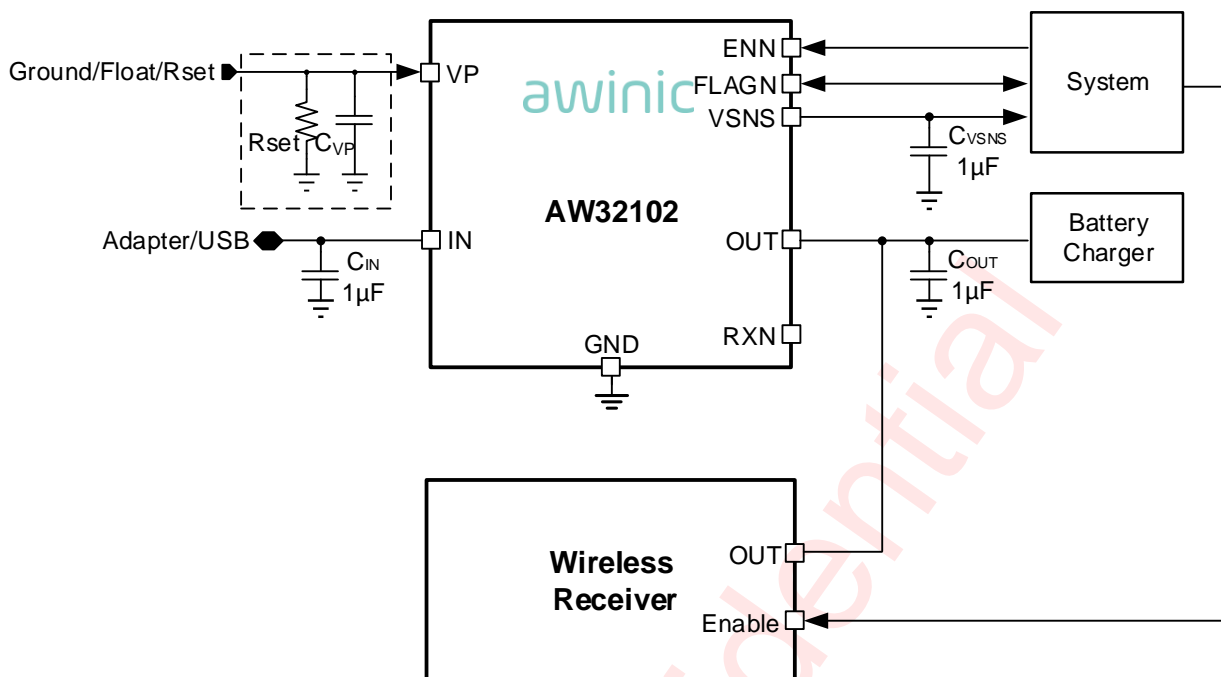 Ground/Float/Rset
VP
Rset
CVP
Adapter/USB
IN
CIN
1µF
awinic
AW32102
GND
ENN
FLAGN
VSNS
OUT
RXN
CVSNS
1µF
COUT
1µF
System
Battery
Charger
Wireless
Receiver
OUT
Enable